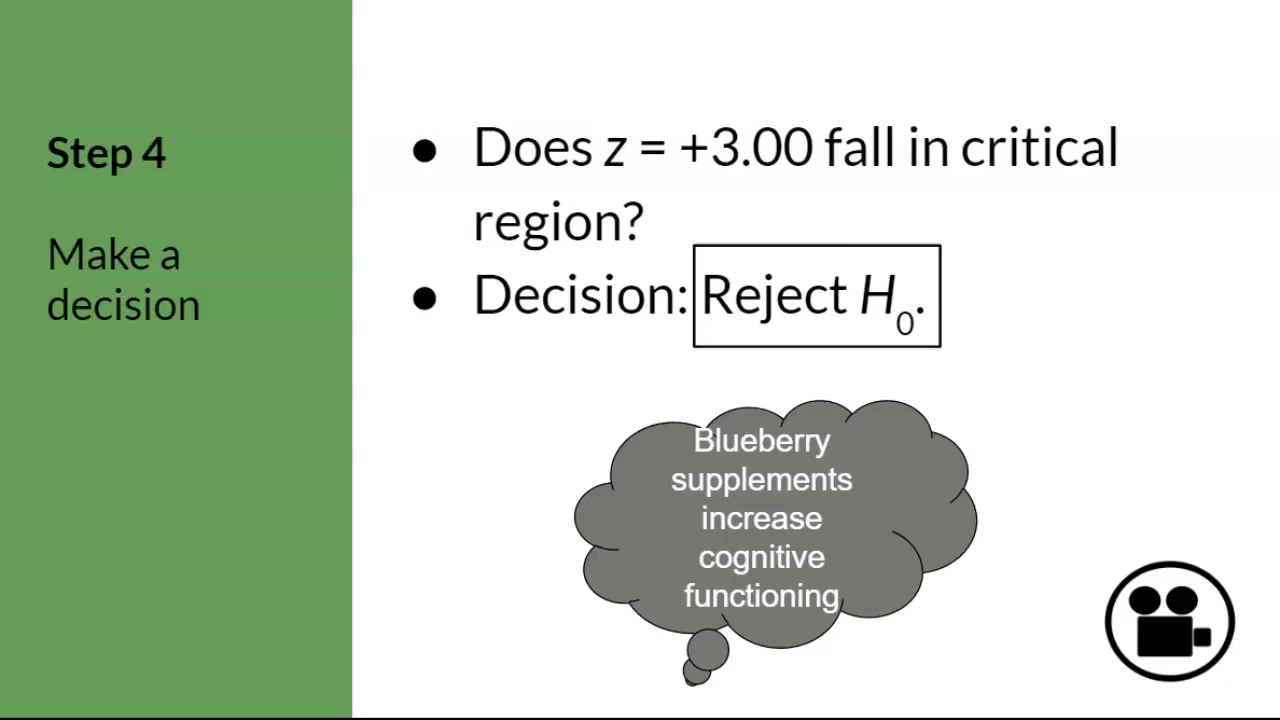 Step 4
Make a
decision
● Does z = +3.00 fall in critical
region?
● Decision: Reject H₀.
Blueberry
supplements
increase
cognitive
functioning